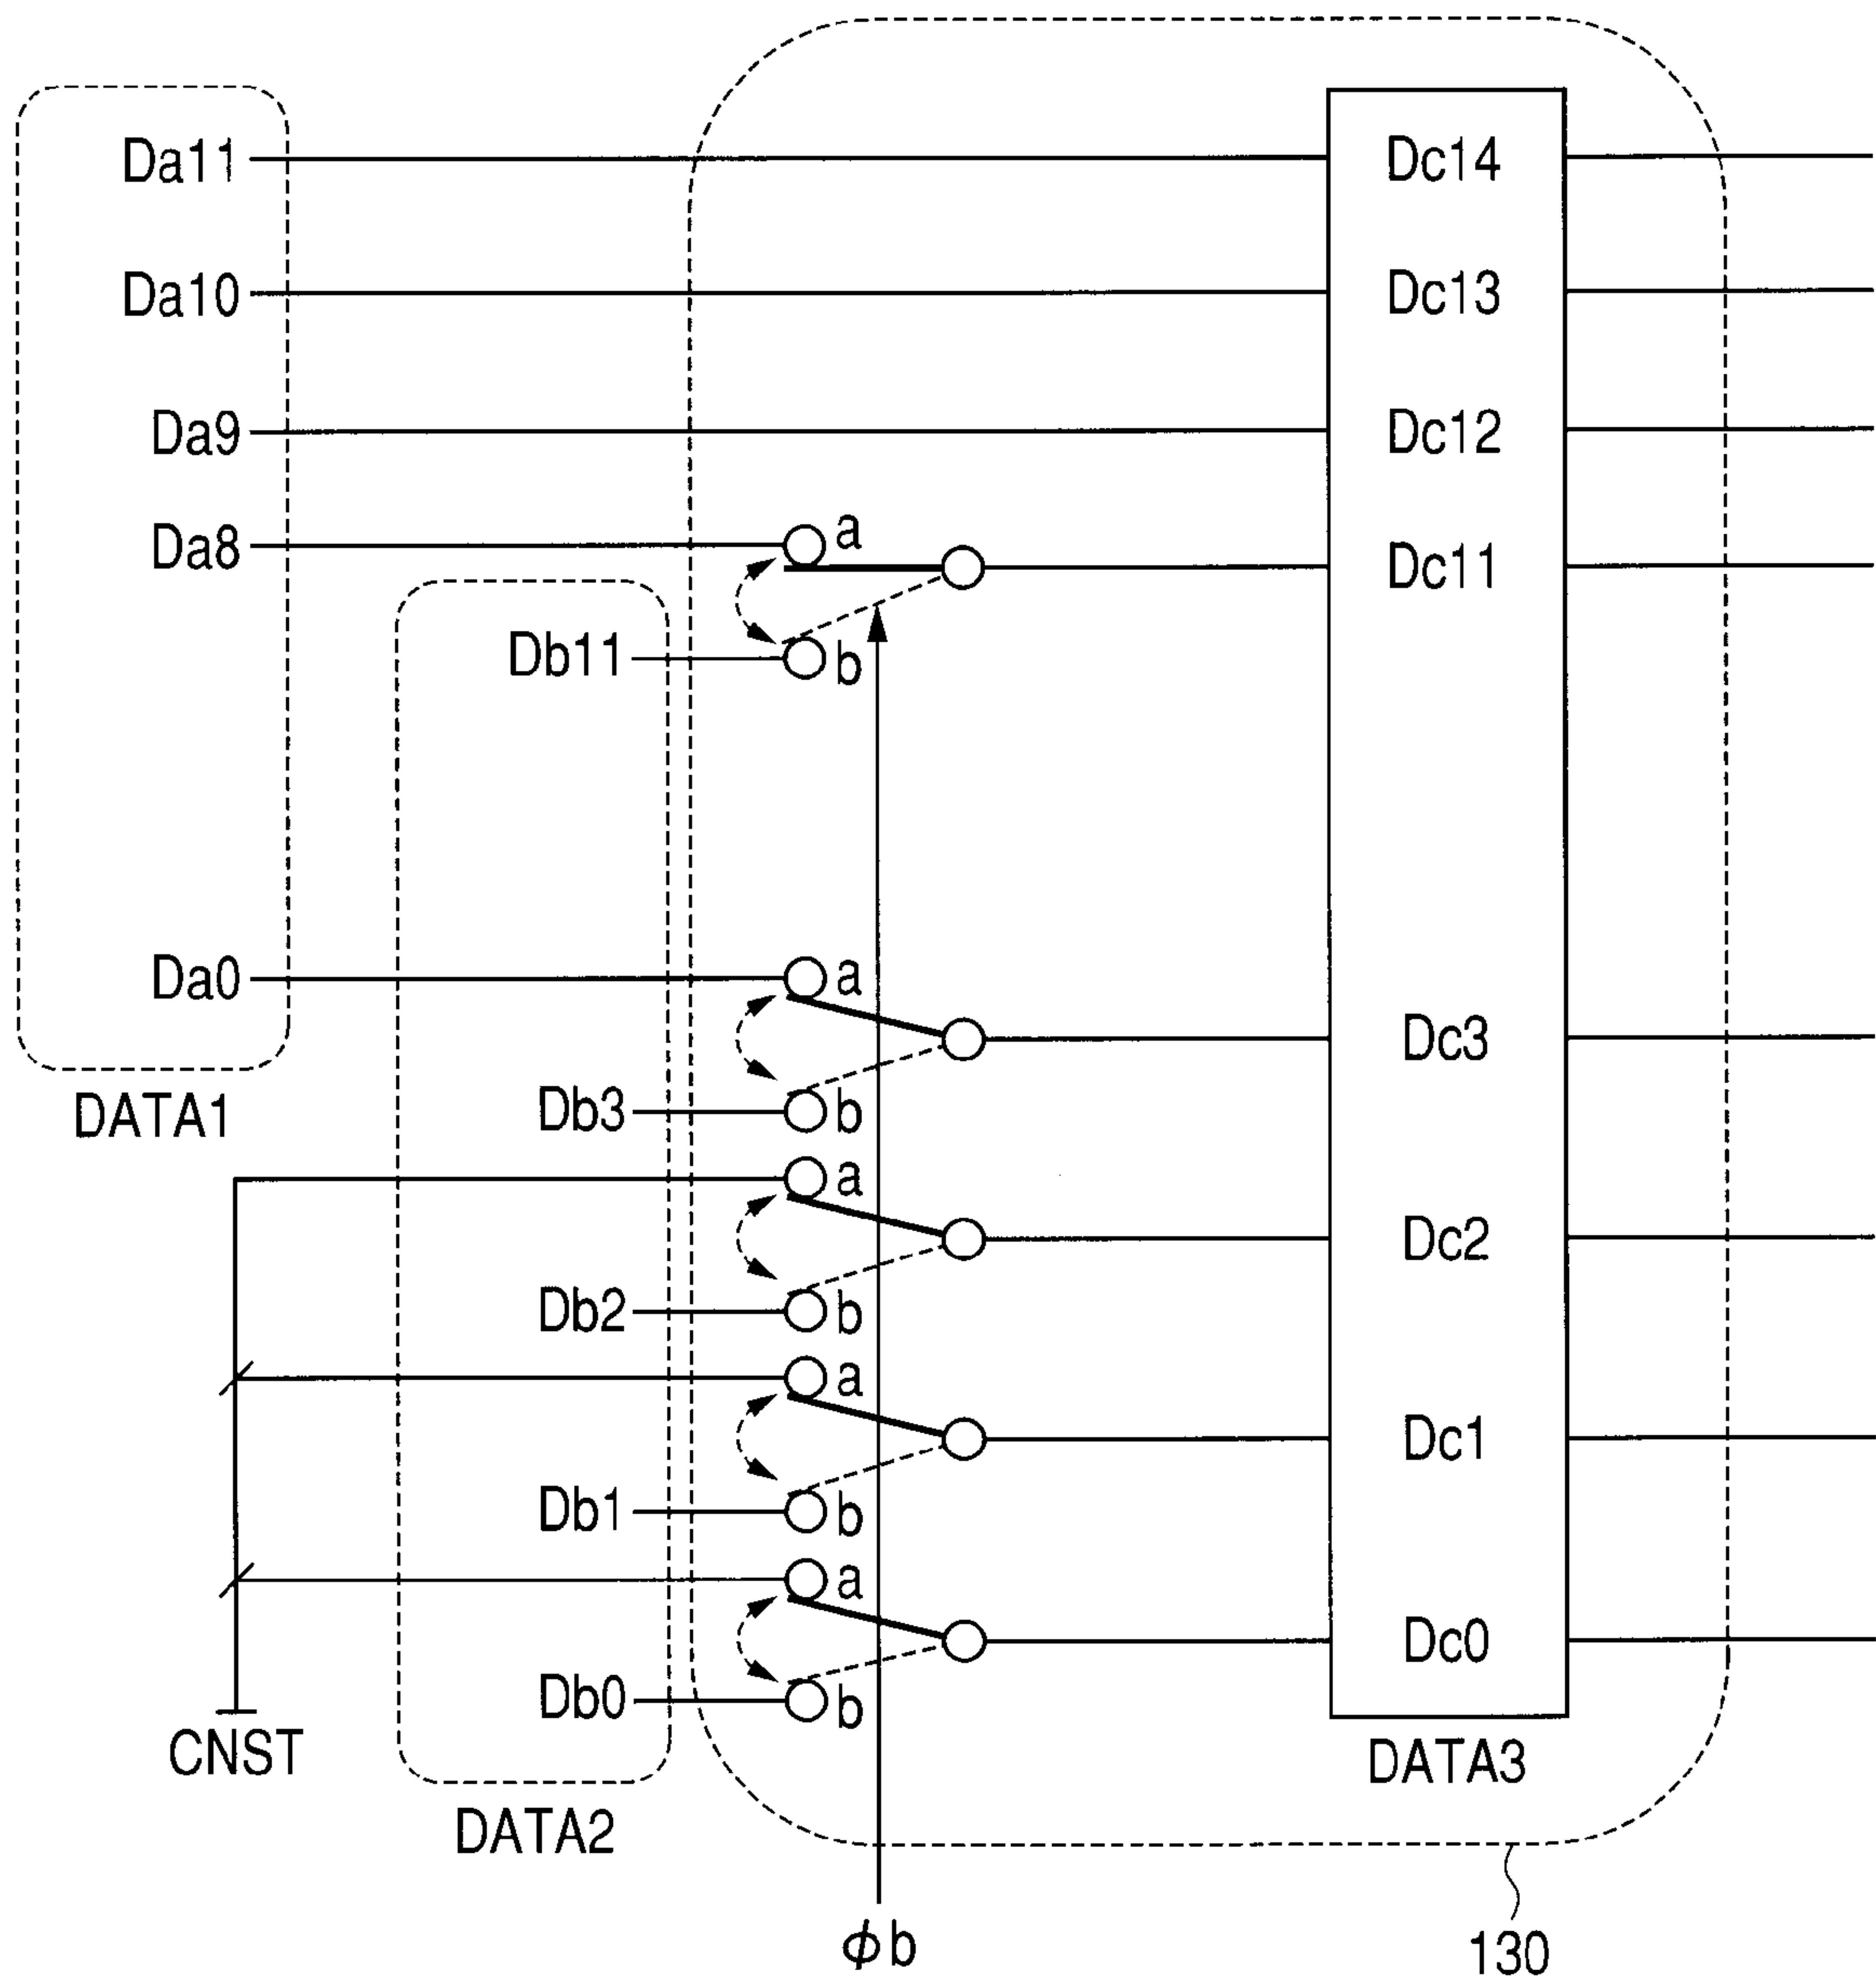 Da11 Dc14
Da10 Dc13
Da9 Dc12
Da8 a Dc11
Db11 b
Da0 a Dc3
DATA1 Db3 b
a Dc2
Db2 b
a Dc1
Db1 b
a Dc0
Db0 b
CNST DATA3
DATA2
ϕb 130